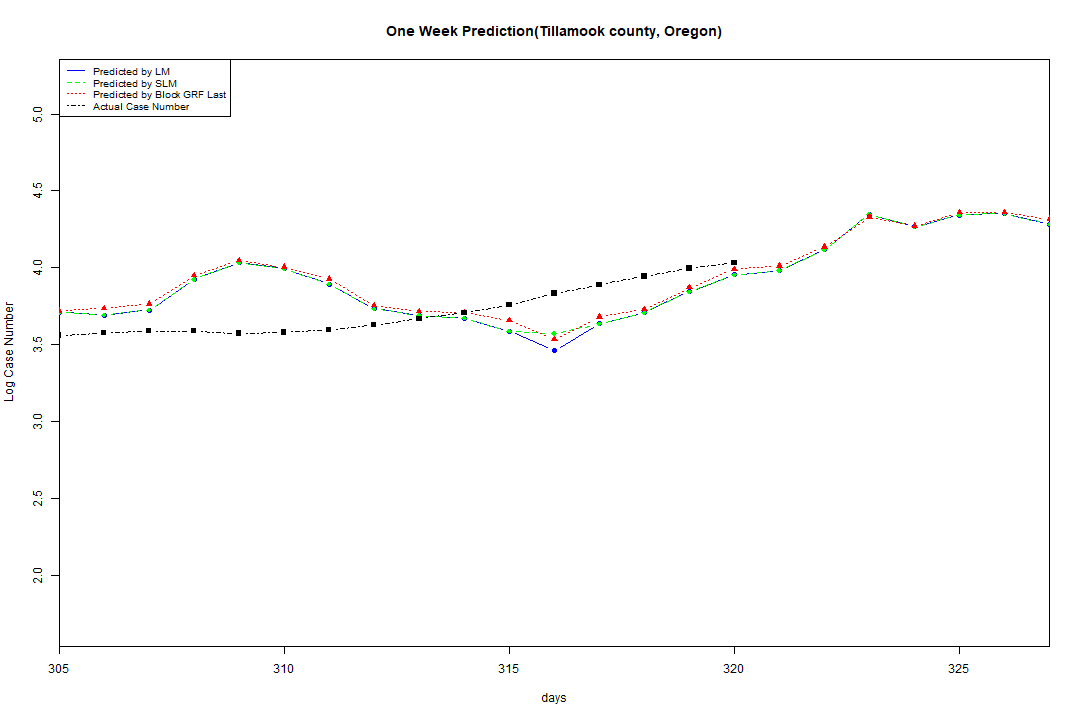 One Week Prediction(Tillamook county, Oregon)
Predicted by LM
Predicted by SLM
Predicted by Block GRF Last
Actual Case Number
5.0
4.5
4.0
3.5
3.0
2.5
2.0
Log Case Number
305 310 315 320 325
days